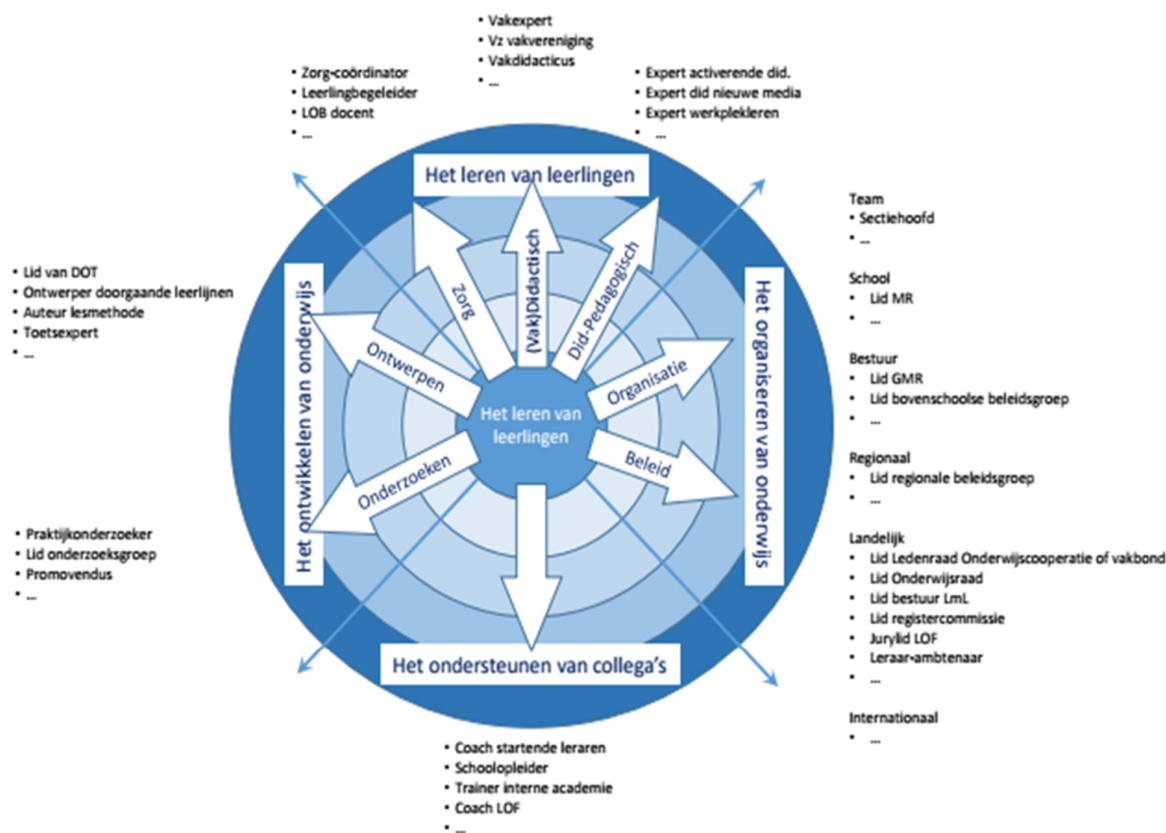 ▪ Vakexpert
▪ Vz vakvereniging
▪ Vakdidacticus
▪ ...
▪ Zorg-coördinator
▪ Leerlingbegeleider
▪ LOB docent
▪ ...
▪ Expert activerende did.
▪ Expert did nieuwe media
▪ Expert werkplekleren
▪ ...
Het leren van leerlingen
Zorg
(Vak)Didactisch
Did-Pedagogisch
▪ Lid van DOT
▪ Ontwerper doorgaande leerlijnen
▪ Auteur lesmethode
▪ Toetsexpert
▪ ...
Het ontwikkelen van onderwijs
Ontwerpen
Onderzoeken
▪ Praktijkonderzoeker
▪ Lid onderzoeksgroep
▪ Promovendus
▪ ...
Het leren van
leerlingen
Organisatie
Beleid
Het organiseren van onderwijs
Team
▪ Sectiehoofd
▪ ...
School
▪ Lid MR
▪ ...
Bestuur
▪ Lid GMR
▪ Lid bovenschoolse beleidsgroep
▪ ...
Regionaal
▪ Lid regionale beleidsgroep
▪ ...
Landelijk
▪ Lid Ledenraad Onderwijscooperatie of vakbond
▪ Lid Onderwijsraad
▪ Lid bestuur LmL
▪ Lid registercommissie
▪ Jurylid LOF
▪ Leraar-ambtenaar
▪ ...
Internationaal
▪ ...
Het ondersteunen van collega's
▪ Coach startende leraren
▪ Schoolopleider
▪ Trainer interne academie
▪ Coach LOF
▪ ...